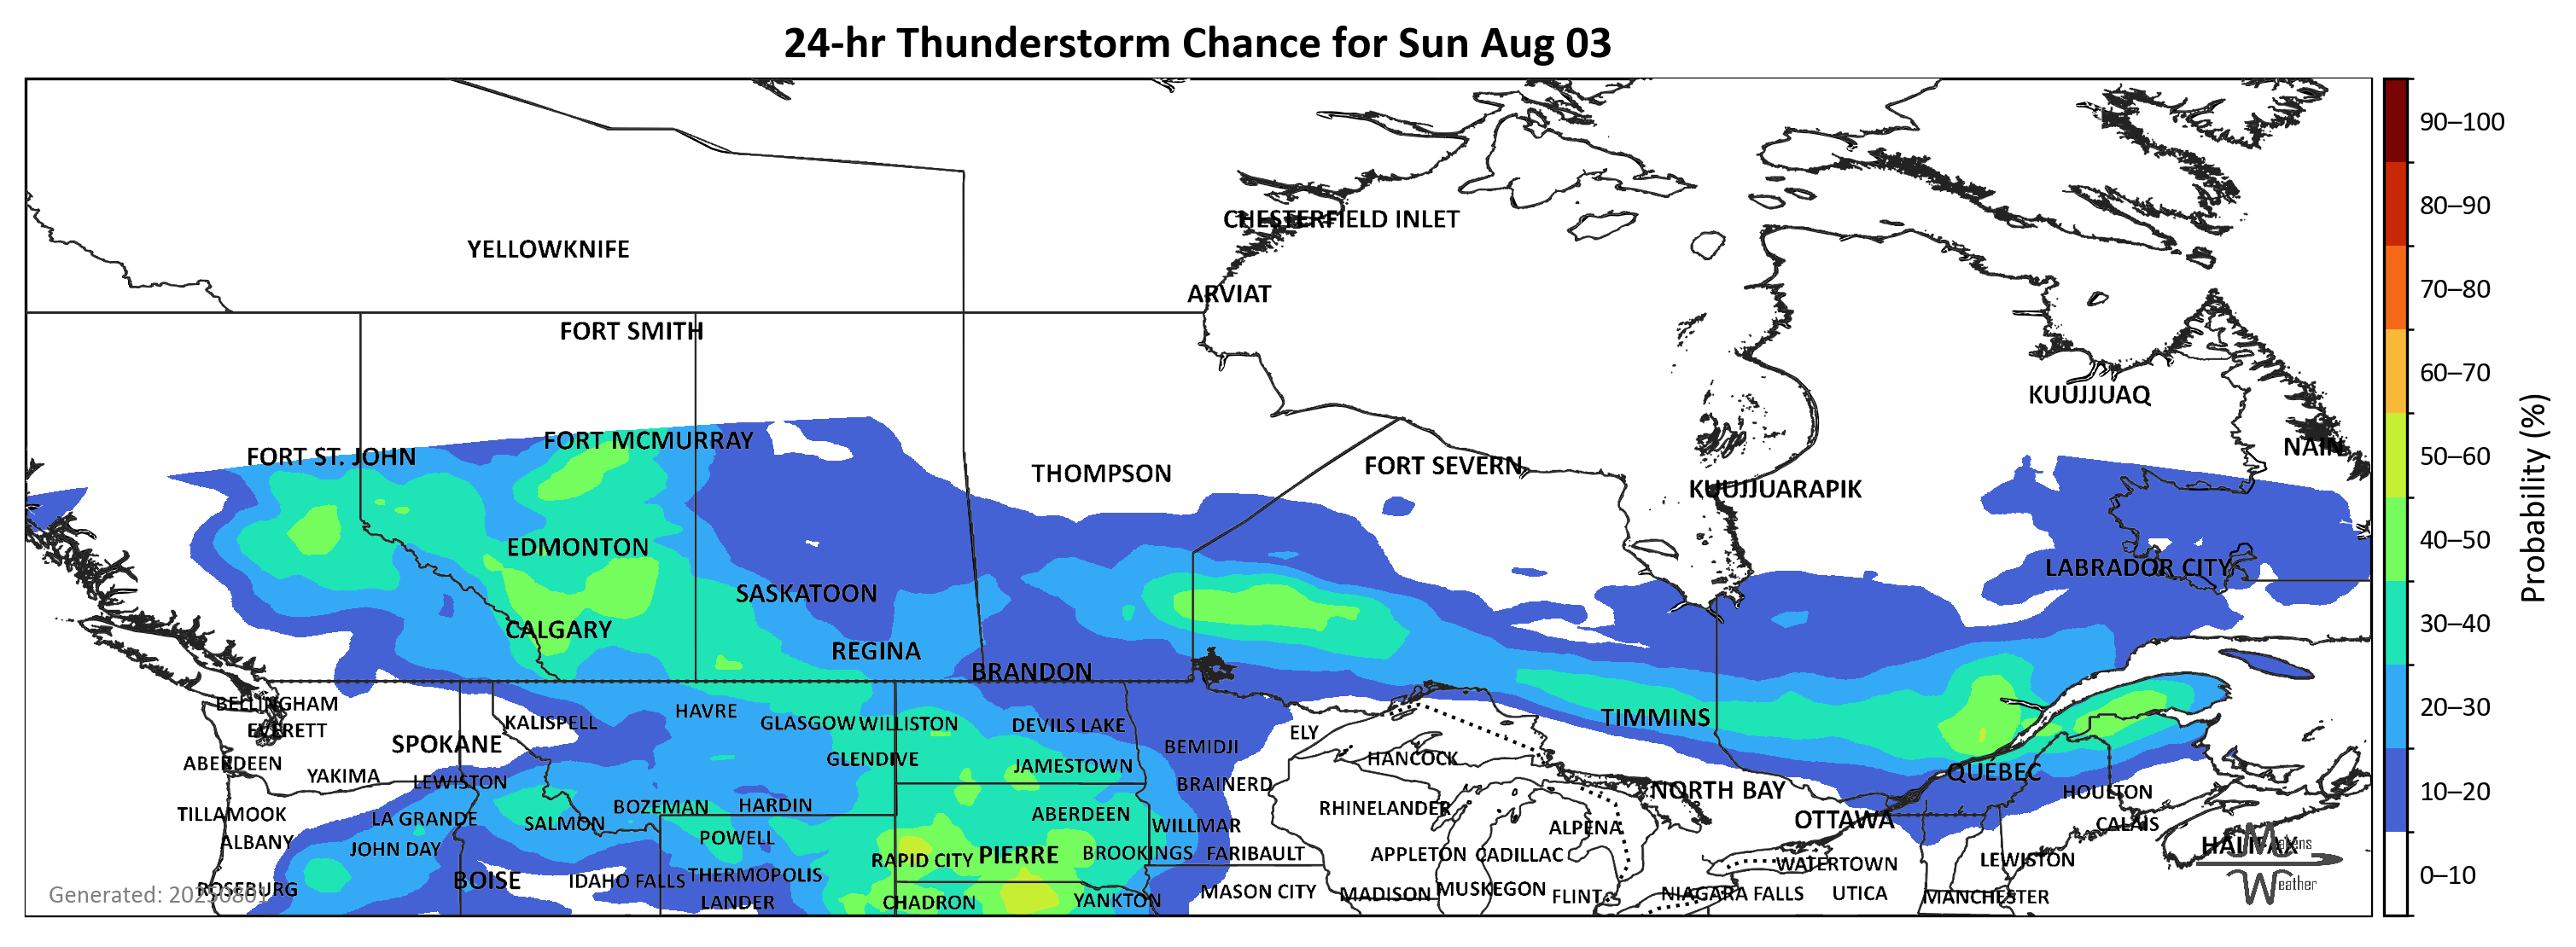 24-hr Thunderstorm Chance for Sun Aug 03
90–100
80–90
70–80
60–70
50–60
40–50
30–40
20–30
10–20
0–10
Probability (%)
CHESTERFIELD INLET
YELLOWKNIFE
ARVIAT
FORT SMITH
KUUJJUAQ
FORT MCMURRAY
NAIN
FORT ST. JOHN
FORT SEVERN
THOMPSON
KUUJJUARAPIK
EDMONTON
LABRADOR CITY
SASKATOON
CALGARY
REGINA
BRANDON
BELLINGHAM
HAVRE
TIMMINS
KALISPELL
GLASGOW
WILLISTON
DEVILS LAKE
EVERETT
ELY
SPOKANE
BEMIDJI
HANCOCK
GLENDIVE
ABERDEEN
JAMESTOWN
QUÉBEC
YAKIMA
LEWISTON
BRAINERD
NORTH BAY
HOULTON
BOZEMAN
HARDIN
RHINELANDER
TILLAMOOK
LA GRANDE
SALMON
ABERDEEN
WILLMAR
ALPENA
OTTAWA
CALAIS
POWELL
ALBANY
JOHN DAY
HALIFAX
Makens
Weather
RAPID CITY
PIERRE
BROOKINGS
FARIBAULT
APPLETON
CADILLAC
WATERTOWN
LEWISTON
THERMOPOLIS
BOISE
IDAHO FALLS
ROSEBURG
Generated: 20250801
LANDER
CHADRON
YANKTON
MASON CITY
MADISON
MUSKEGON
FLINT
NIAGARA FALLS
UTICA
MANCHESTER